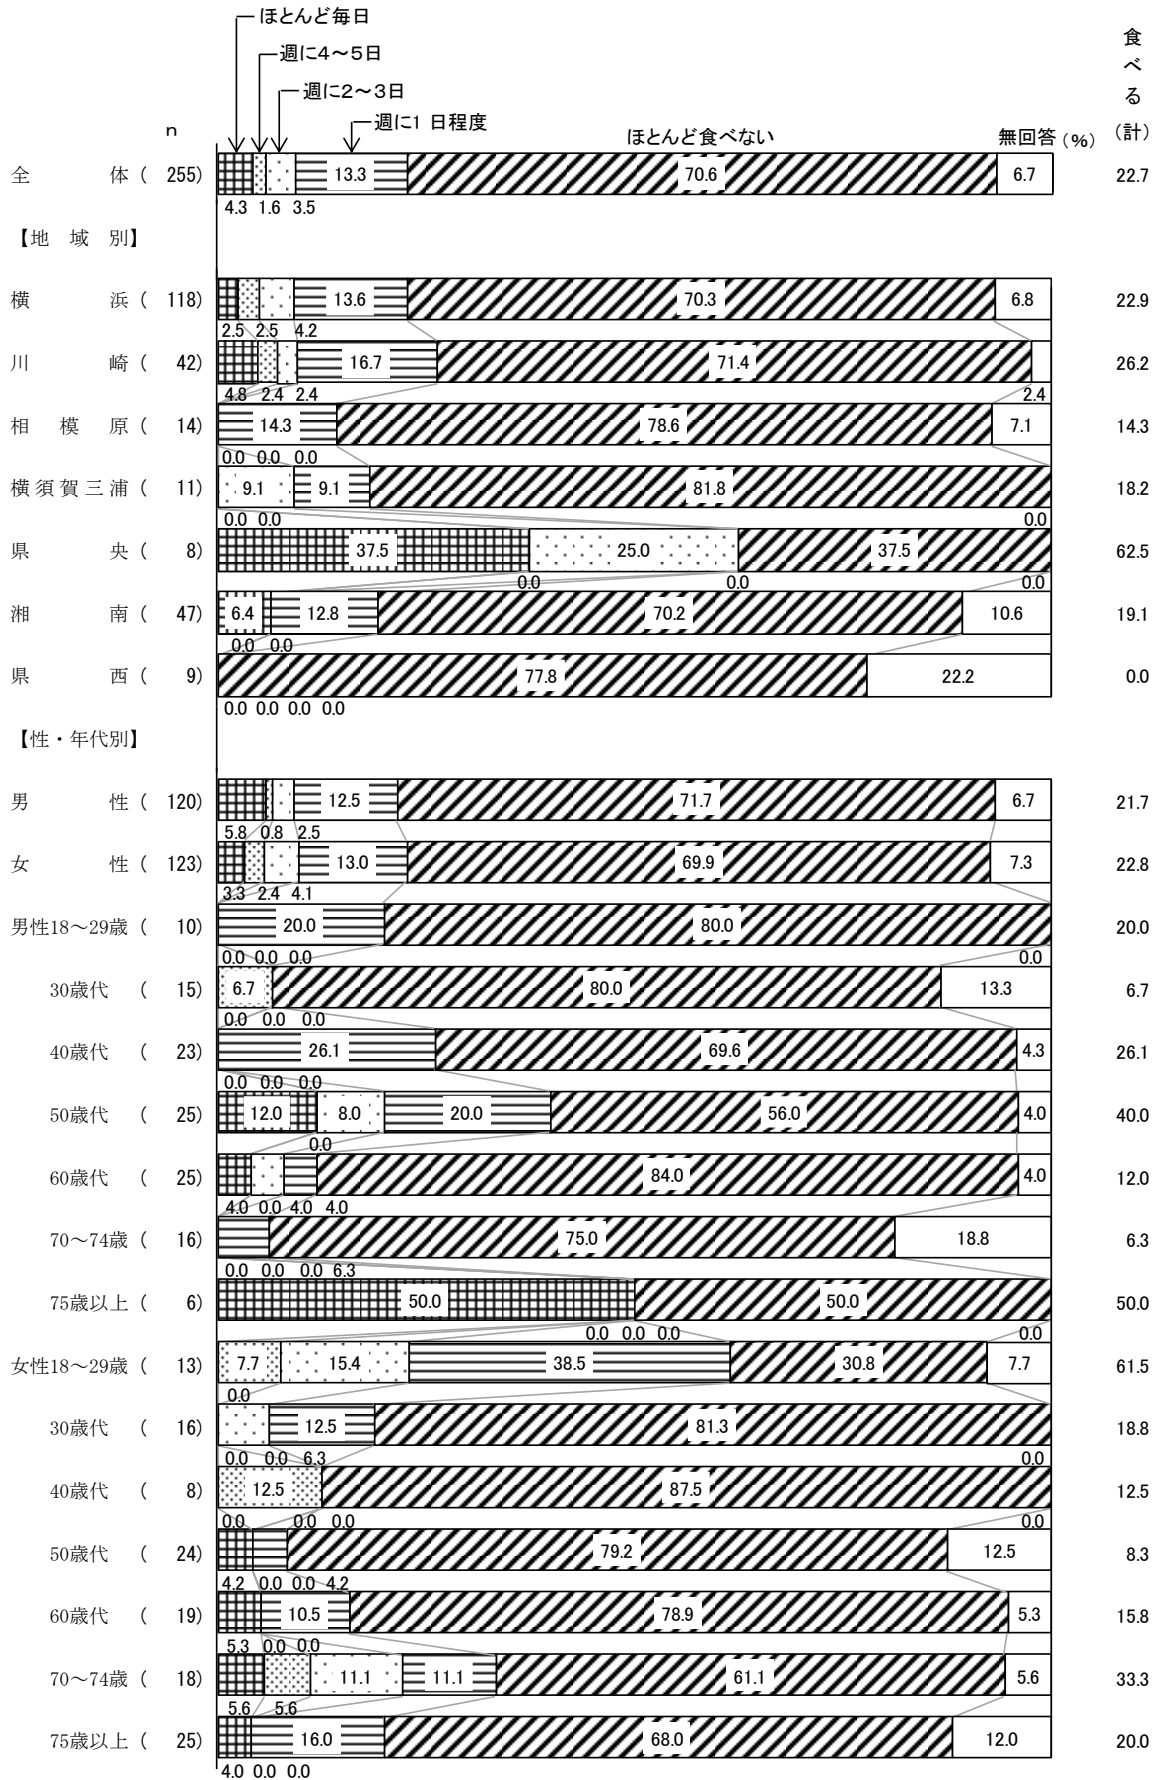 ほとんど毎日
週に4～5日
週に2～3日
週に1 日程度
ほとんど食べない
無回答 (%)
食べる(計)
n
全体 ( 255) 13.3 70.6 6.7 22.7
4.3 1.6 3.5
【地域別】
横浜 ( 118) 13.6 70.3 6.8 22.9
2.5 2.5 4.2
川崎 ( 42) 16.7 71.4 26.2
4.8 2.4 2.4 2.4
相模原 ( 14) 14.3 78.6 7.1 14.3
0.0 0.0 0.0
横須賀三浦 ( 11) 9.1 9.1 81.8 18.2
0.0 0.0 0.0
県央 ( 8) 37.5 25.0 37.5 62.5
0.0 0.0 0.0
湘南 ( 47) 6.4 12.8 70.2 10.6 19.1
0.0 0.0
県西 ( 9) 77.8 22.2 0.0
0.0 0.0 0.0 0.0
【性・年代別】
男性 ( 120) 12.5 71.7 6.7 21.7
5.8 0.8 2.5
女性 ( 123) 13.0 69.9 7.3 22.8
3.3 2.4 4.1
男性18～29歳 ( 10) 20.0 80.0 20.0
0.0 0.0 0.0 0.0
30歳代 ( 15) 6.7 80.0 13.3 6.7
0.0 0.0 0.0
40歳代 ( 23) 26.1 69.6 4.3 26.1
0.0 0.0 0.0
50歳代 ( 25) 12.0 8.0 20.0 56.0 4.0 40.0
0.0
60歳代 ( 25) 84.0 4.0 12.0
4.0 0.0 4.0 4.0
70～74歳 ( 16) 75.0 18.8 6.3
0.0 0.0 0.0 6.3
75歳以上 ( 6) 50.0 50.0 50.0
0.0 0.0 0.0 0.0
女性18～29歳 ( 13) 7.7 15.4 38.5 30.8 7.7 61.5
0.0
30歳代 ( 16) 12.5 81.3 18.8
0.0 0.0 6.3 0.0
40歳代 ( 8) 12.5 87.5 12.5
0.0 0.0 0.0 0.0
50歳代 ( 24) 79.2 12.5 8.3
4.2 0.0 0.0 4.2
60歳代 ( 19) 10.5 78.9 5.3 15.8
5.3 0.0 0.0
70～74歳 ( 18) 11.1 11.1 61.1 5.6 33.3
5.6 5.6
75歳以上 ( 25) 16.0 68.0 12.0 20.0
4.0 0.0 0.0